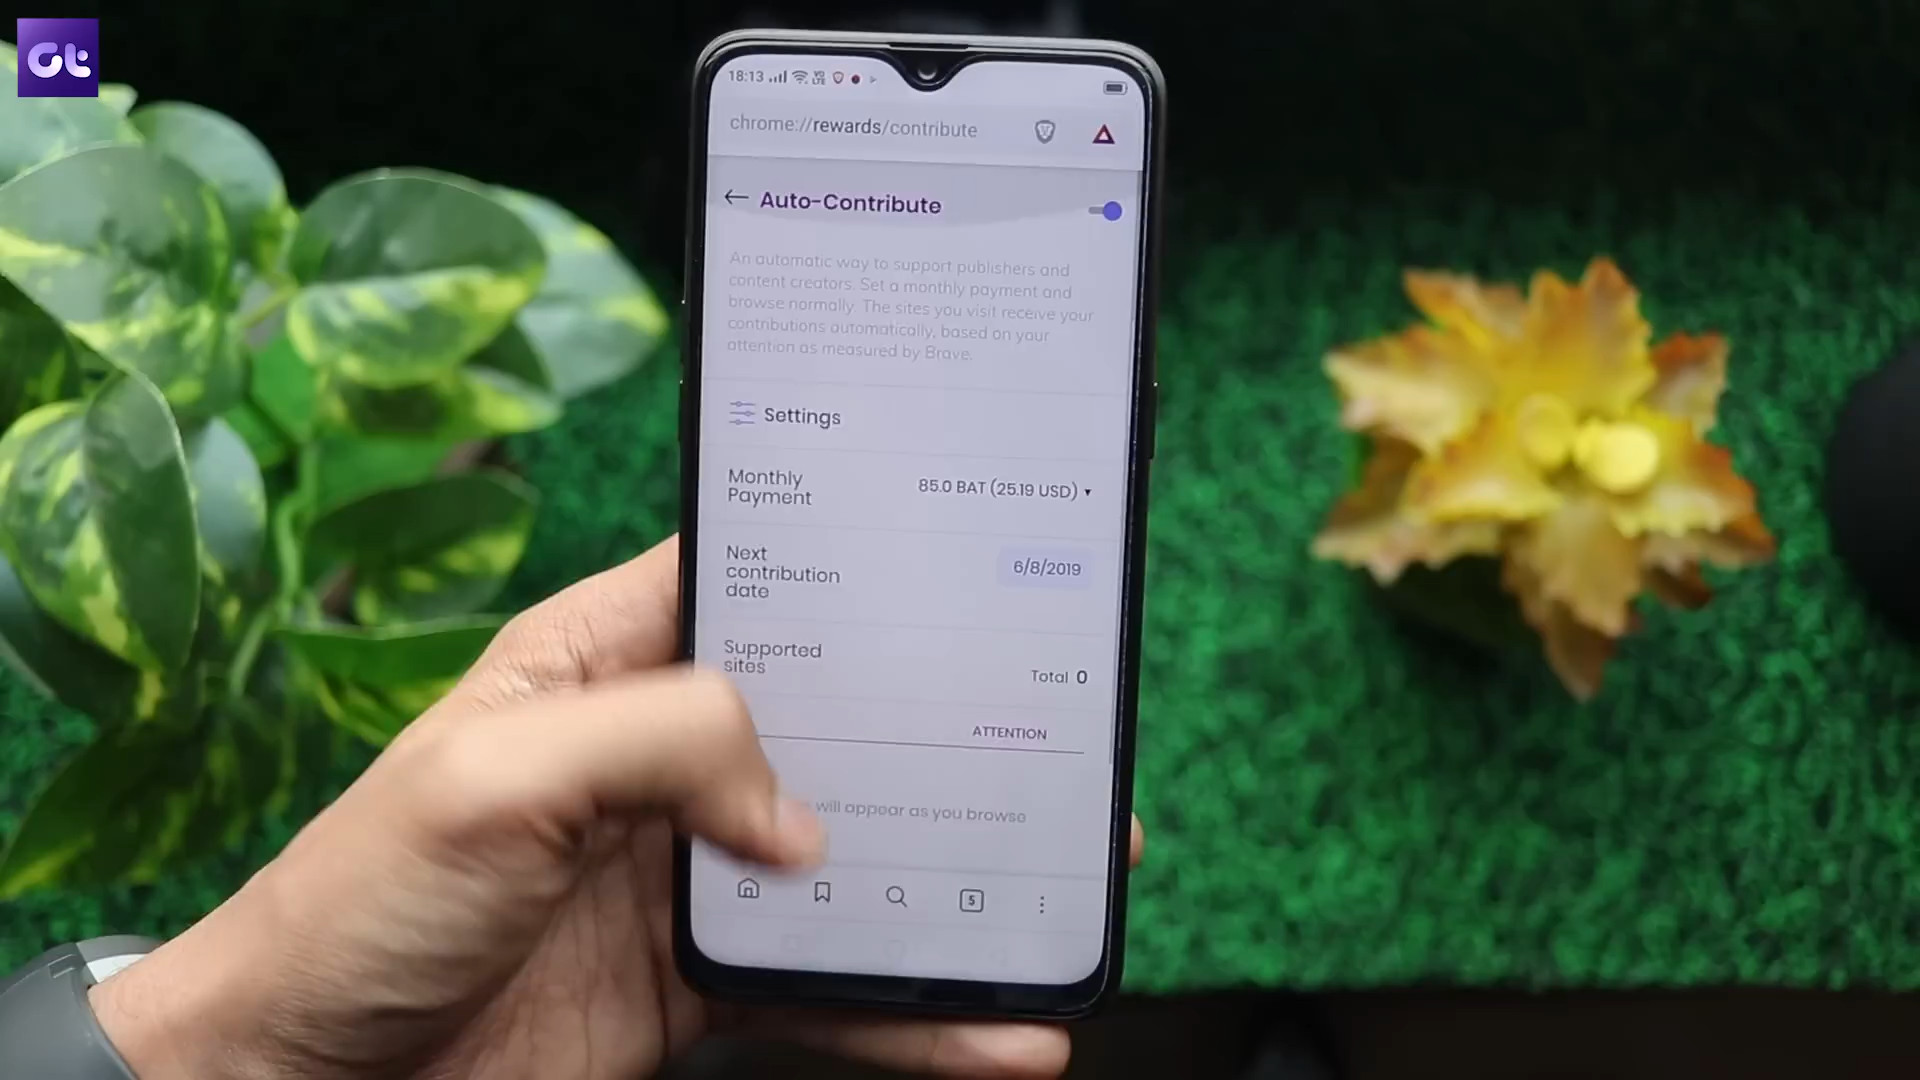 Gt
18:13 VO LTE
chrome://rewards/contribute
Auto-Contribute
An automatic way to support publishers and
content creators. Set a monthly payment and
browse normally. The sites you visit receive your
contributions automatically, based on your
attention as measured by Brave.
Settings
Monthly
Payment
85.0 BAT (25.19 USD)
Next
contribution
date
6/8/2019
Supported
sites
Total 0
ATTENTION
will appear as you browse
5